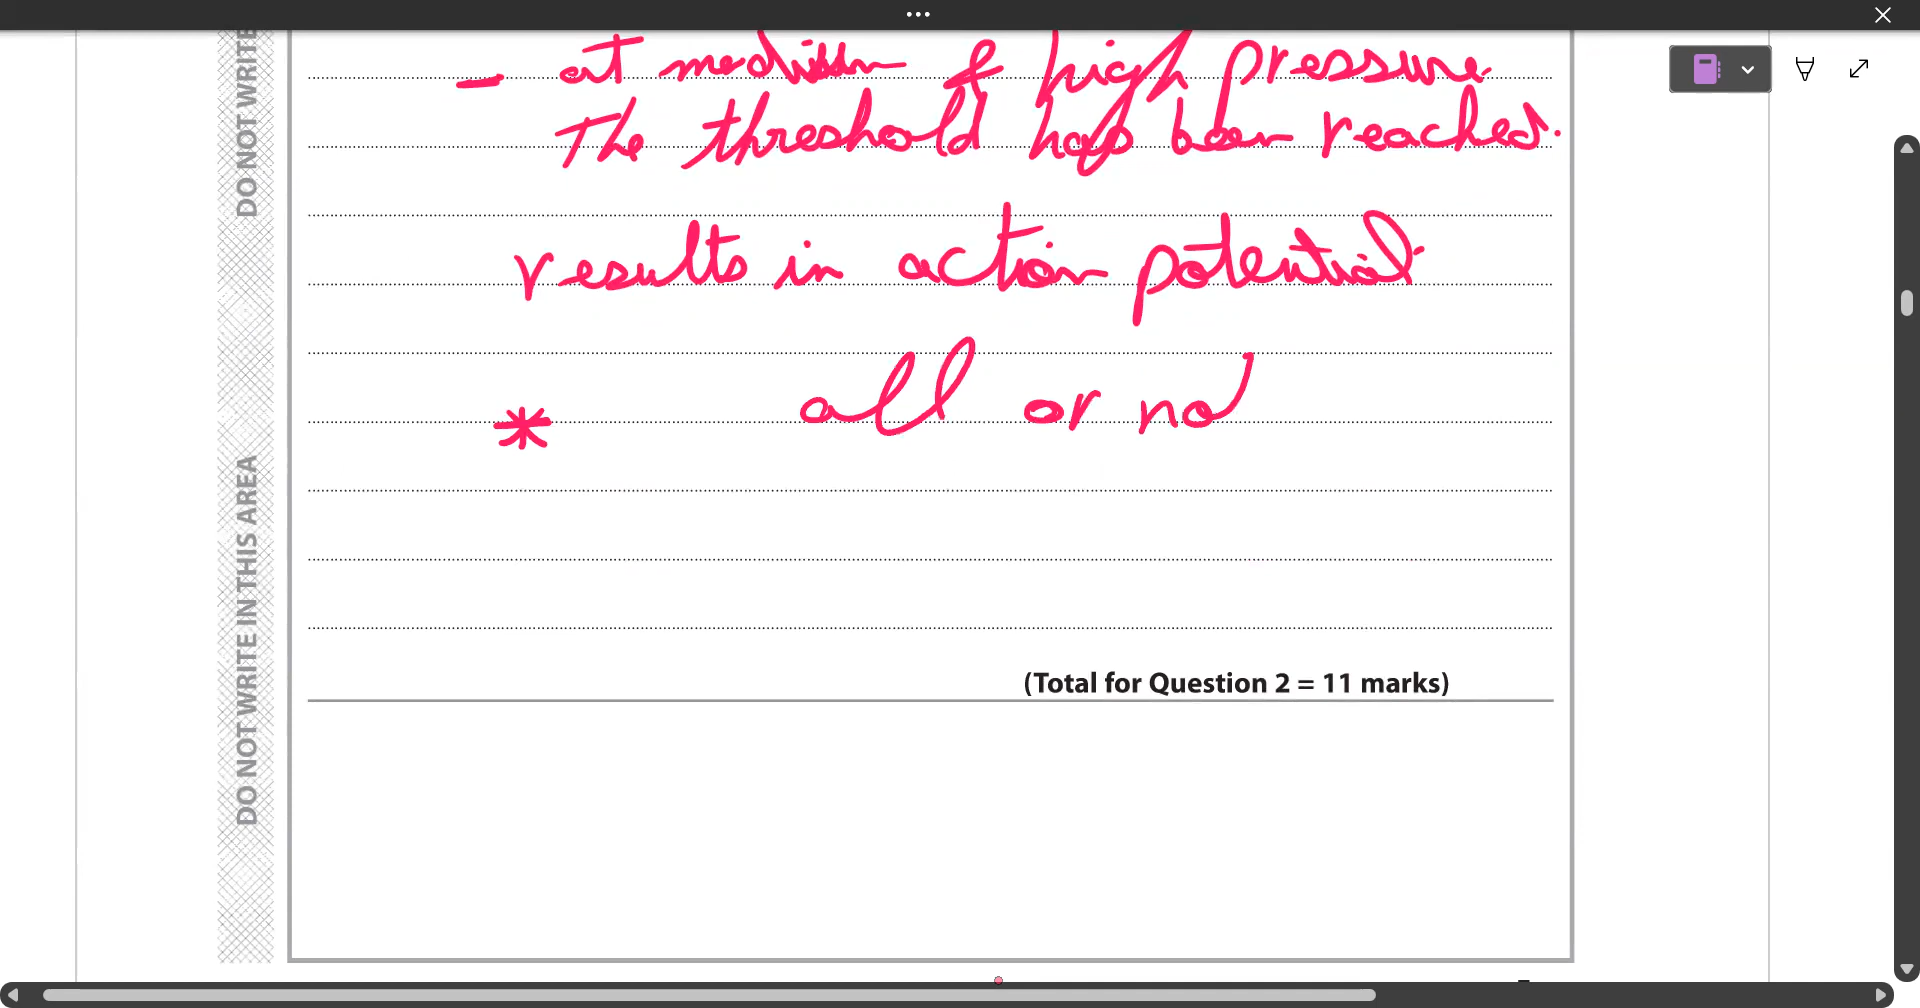 DO NOT WRITE
- at medium & high pressure.
The threshold has been reached.
results in action potential.
* all or no
DO NOT WRITE IN THIS AREA
(Total for Question 2 = 11 marks)